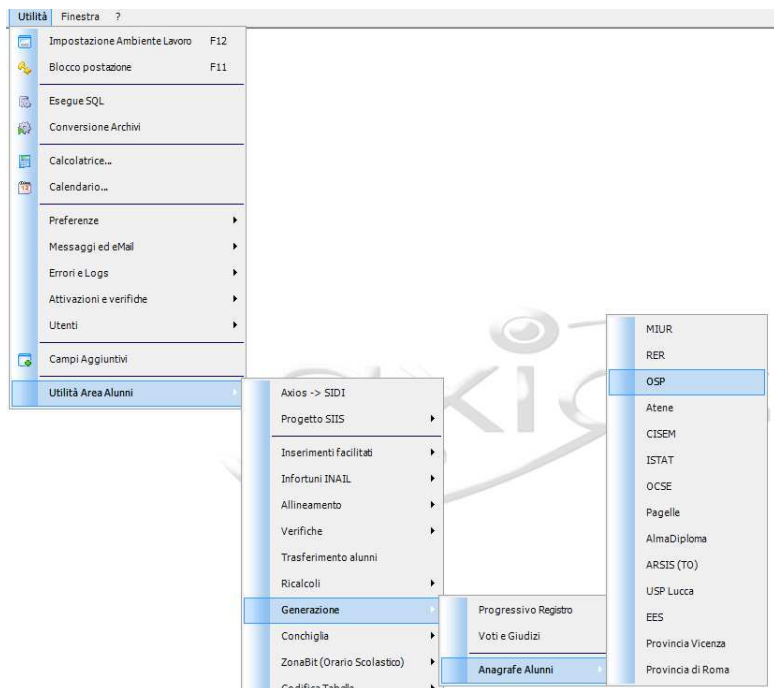 Utilità Finestra ?
Impostazione Ambiente Lavoro F12
Blocco postazione F11
Esegue SQL
Conversione Archivi
Calcolatrice...
Calendario...
Preferenze
Messaggi ed eMail
Errori e Logs
Attivazioni e verifiche
Utenti
Campi Aggiuntivi
Utilità Area Alunni
Axios -> SIDI
Progetto SIIS
Inserimenti facilitati
Infortuni INAIL
Allineamento
Verifiche
Trasferimento alunni
Ricalcoli
Generazione
Conchiglia
ZonaBit (Orario Scolastico)
Codifica Tabelle
Progressivo Registro
Voti e Giudizi
Anagrafe Alunni
MIUR
RER
OSP
Atene
CISEM
ISTAT
OCSE
Pagelle
AlmaDiploma
ARSIS (TO)
USP Lucca
EES
Provincia Vicenza
Provincia di Roma